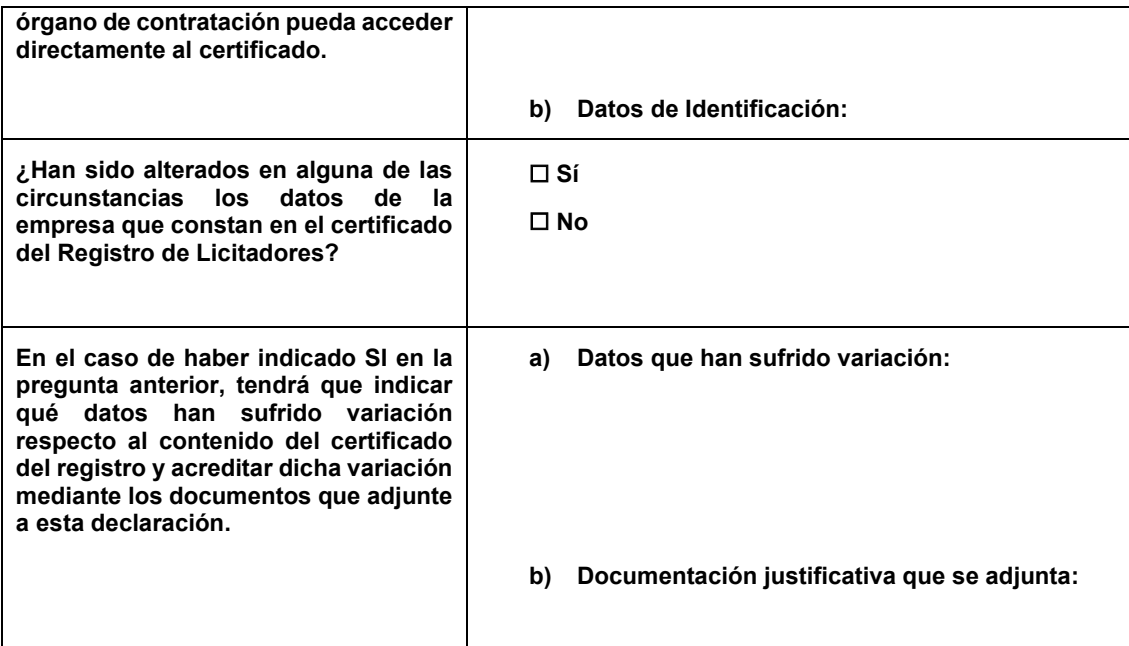 órgano de contratación pueda acceder
directamente al certificado.
b) Datos de Identificación:
¿Han sido alterados en alguna de las
circunstancias los datos de la
empresa que constan en el certificado
del Registro de Licitadores?
☐ Sí
☐ No
En el caso de haber indicado SI en la
pregunta anterior, tendrá que indicar
qué datos han sufrido variación
respecto al contenido del certificado
del registro y acreditar dicha variación
mediante los documentos que adjunte
a esta declaración.
a) Datos que han sufrido variación:
b) Documentación justificativa que se adjunta: